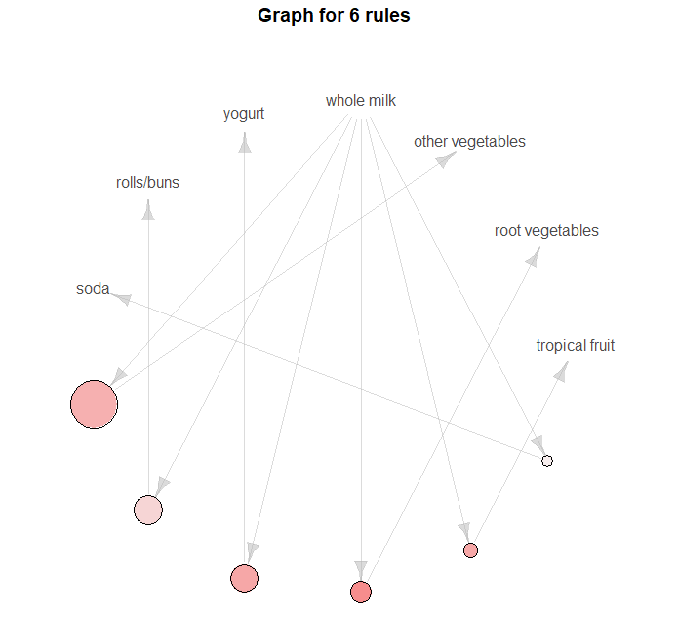 Graph for 6 rules
whole milk
yogurt
other vegetables
rolls/buns
root vegetables
soda
tropical fruit